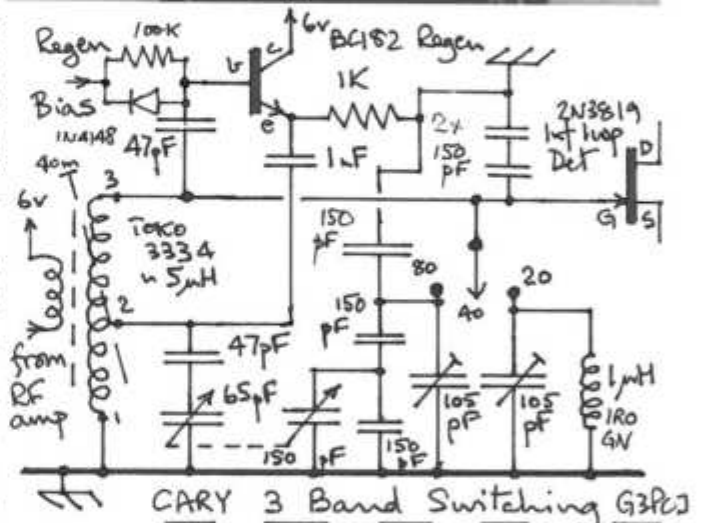 100K
6v
Regen
BC182 Regen
b
c
1K
Bias
e
2x
2N3819
1N4148
47pF
1nF
150
pF
Inf Imp
Det
D
40m
3
G
S
6v
TOKO
3334
5µH
150
pF
80
20
2
150
pF
40
47pF
from
RF
amp
65pF
105
pF
105
pF
1µH
1R0
GN
1
150
pF
150
pF
CARY 3 Band Switching G3PCJ